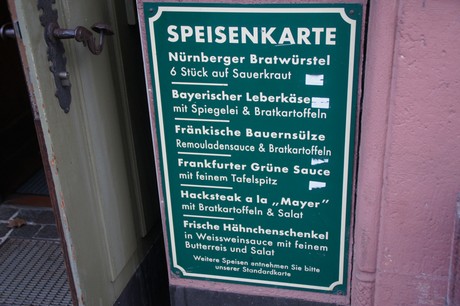 SPEISENKARTE
Nürnberger Bratwürstel
6 Stück auf Sauerkraut
Bayerischer Leberkäse
mit Spiegelei & Bratkartoffeln
Fränkische Bauernsülze
Remouladensauce & Bratkartoffeln
Frankfurter Grüne Sauce
mit feinem Tafelspitz
Hacksteak a la „Mayer”
mit Bratkartoffeln & Salat
Frische Hähnchenschenkel
in Weissweinsauce mit feinem
Butterreis und Salat
Weitere Speisen entnehmen Sie bitte
unserer Standardkarte